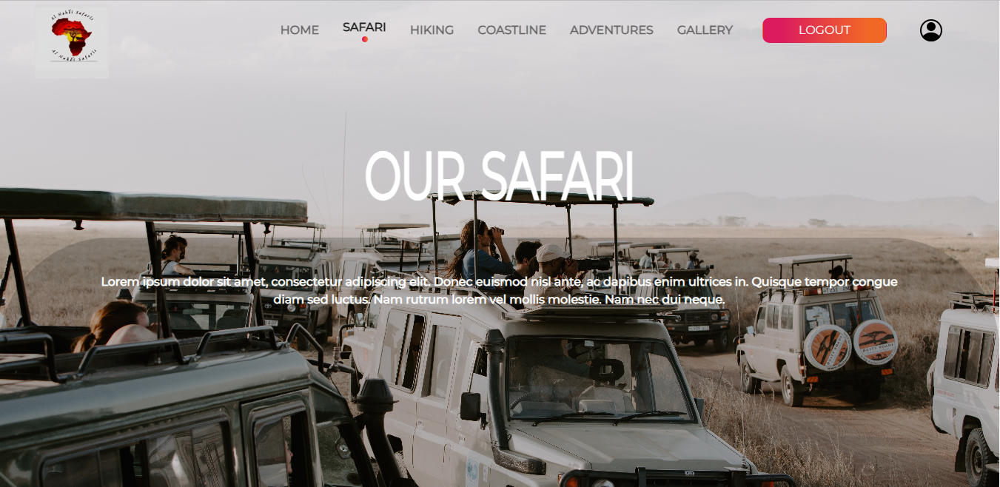 Al Nahdi Safaris
Al Nahdi Safaris
HOME
SAFARI
HIKING
COASTLINE
ADVENTURES
GALLERY
LOGOUT
OUR SAFARI
Lorem ipsum dolor sit amet, consectetur adipiscing elit. Donec euismod nisl ante, ac dapibus enim ultrices in. Quisque tempor congue
diam sed luctus. Nam rutrum lorem vel mollis molestie. Nam nec dui neque.